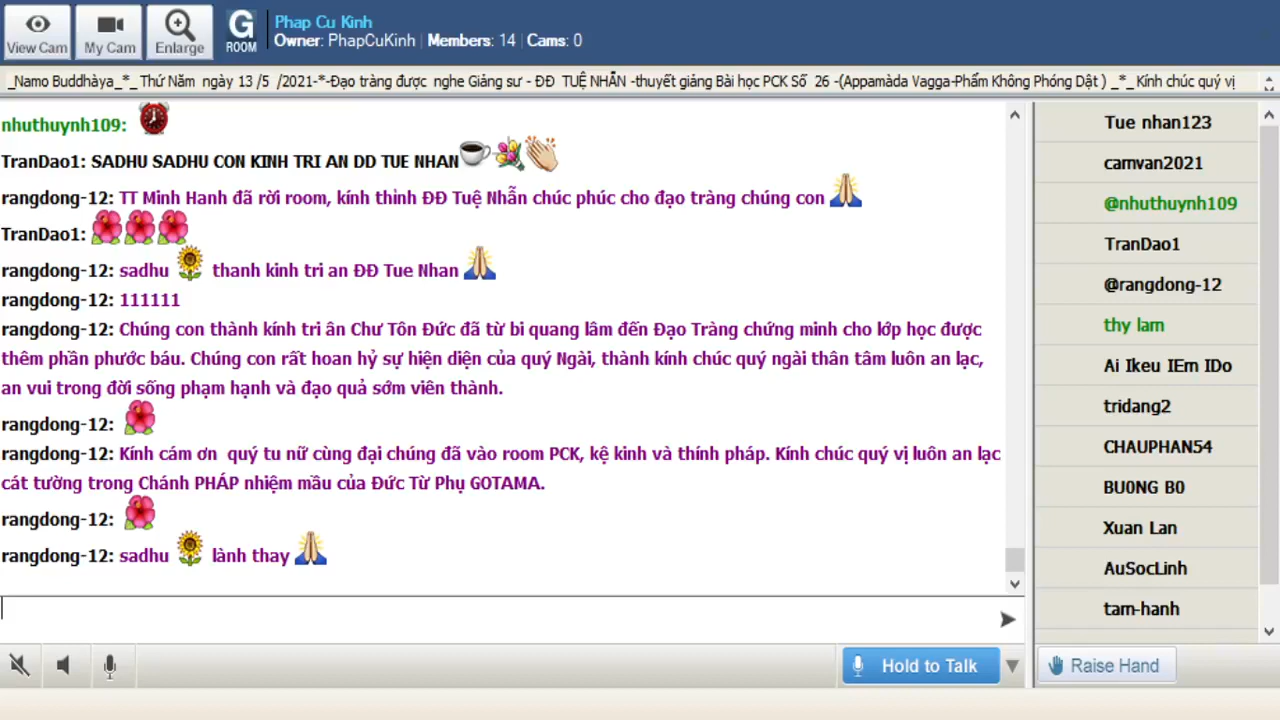 View Cam
My Cam
Enlarge
G
ROOM
Phap Cu Kinh
Owner: PhapCuKinh | Members: 14 | Cams: 0
_Namo Buddhàya_*_ Thứ Năm ngày 13 /5 /2021-*-Đạo tràng được nghe Giảng sư - ĐĐ TUỆ NHẪN -thuyết giảng Bài học PCK Số 26 -(Appamàda Vagga-Phẩm Không Phóng Dật ) _*_ Kính chúc quý vị
nhuthuynh109:
TranDao1: SADHU SADHU CON KINH TRI AN DD TUE NHAN
rangdong-12: TT Minh Hanh đã rời room, kính thỉnh ĐĐ Tuệ Nhẫn chúc phúc cho đạo tràng chúng con
TranDao1:
rangdong-12: sadhu thanh kinh tri an ĐĐ Tue Nhan
rangdong-12: 111111
rangdong-12: Chúng con thành kính tri ân Chư Tôn Đức đã từ bi quang lâm đến Đạo Tràng chứng minh cho lớp học được
thêm phần phước báu. Chúng con rất hoan hỷ sự hiện diện của quý Ngài, thành kính chúc quý ngài thân tâm luôn an lạc,
an vui trong đời sống phạm hạnh và đạo quả sớm viên thành.
rangdong-12:
rangdong-12: Kính cám ơn quý tu nữ cùng đại chúng đã vào room PCK, kệ kinh và thính pháp. Kính chúc quý vị luôn an lạc
cát tường trong Chánh PHÁP nhiệm mầu của Đức Từ Phụ GOTAMA.
rangdong-12:
rangdong-12: sadhu lành thay
Tue nhan123
camvan2021
@nhuthuynh109
TranDao1
@rangdong-12
thy lam
Ai Ikeu IEm IDo
tridang2
CHAUPHAN54
BU0NG B0
Xuan Lan
AuSocLinh
tam-hanh
Hold to Talk
Raise Hand